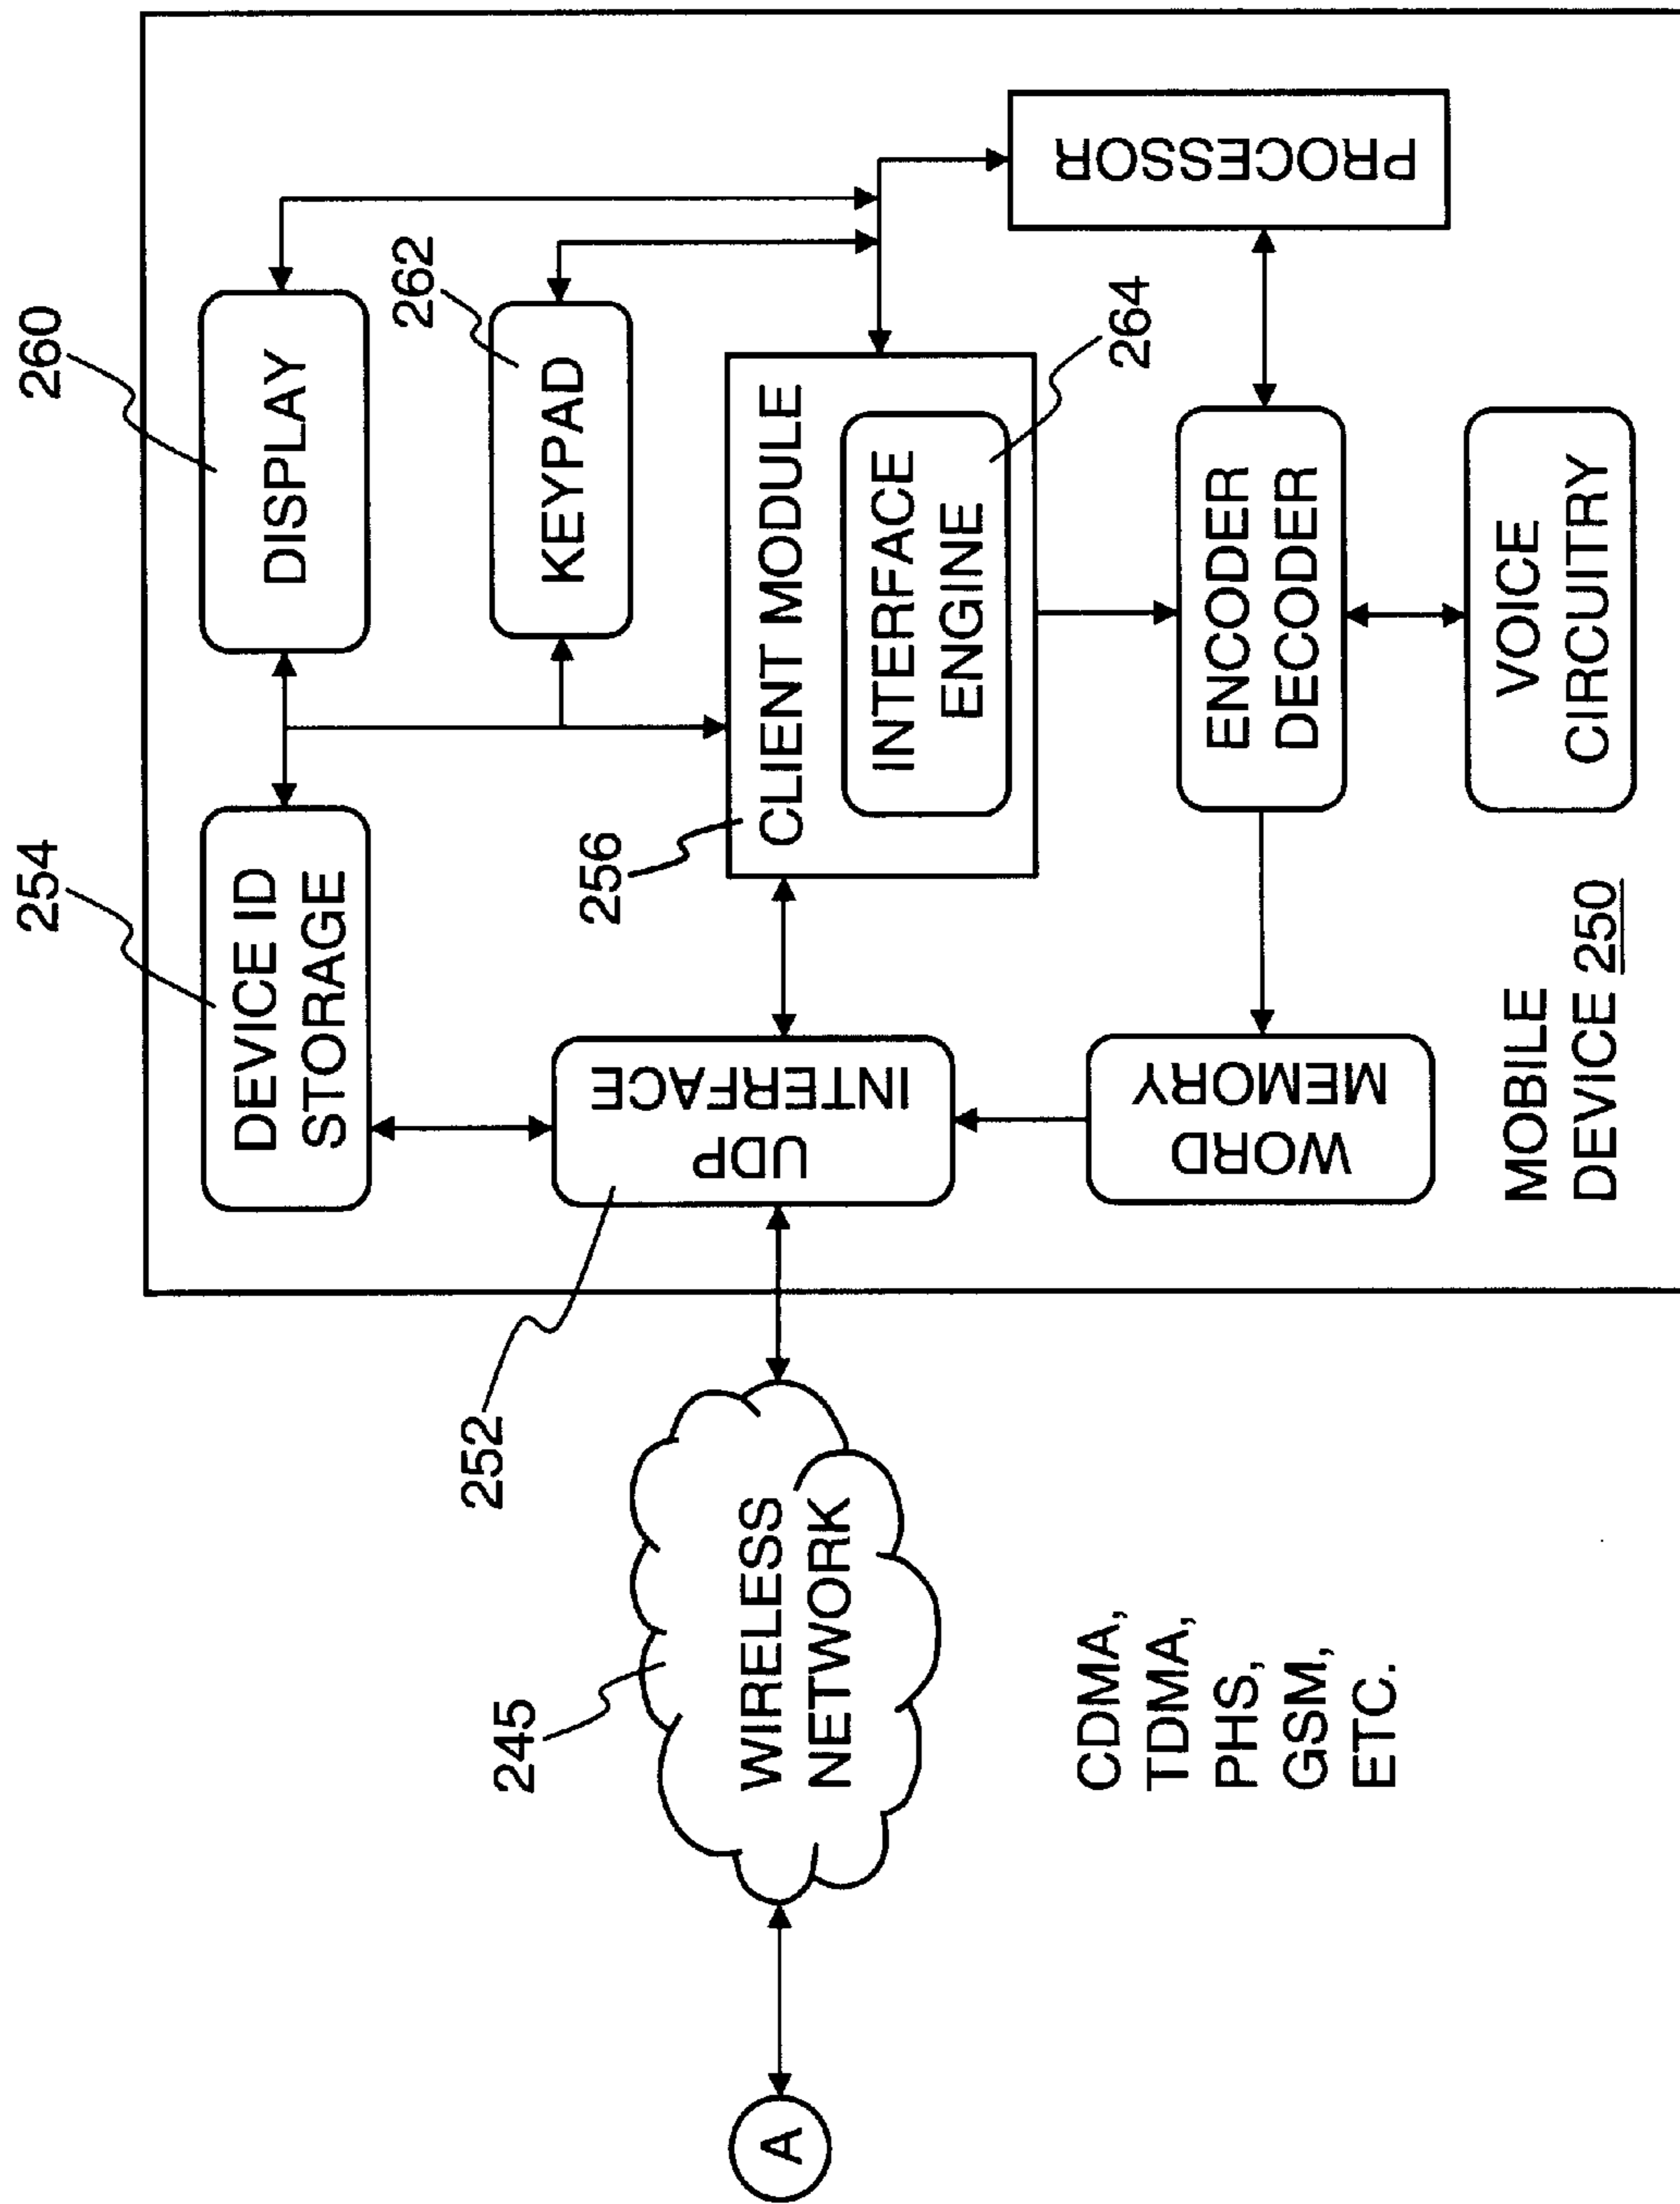 254
260
DEVICE ID
STORAGE
DISPLAY
262
KEYPAD
252
UDP
INTERFACE
256
CLIENT MODULE
INTERFACE
ENGINE
264
PROCESSOR
245
WIRELESS
NETWORK
A
WORD
MEMORY
ENCODER
DECODER
VOICE
CIRCUITRY
MOBILE
DEVICE 250
CDMA,
TDMA,
PHS,
GSM,
ETC.